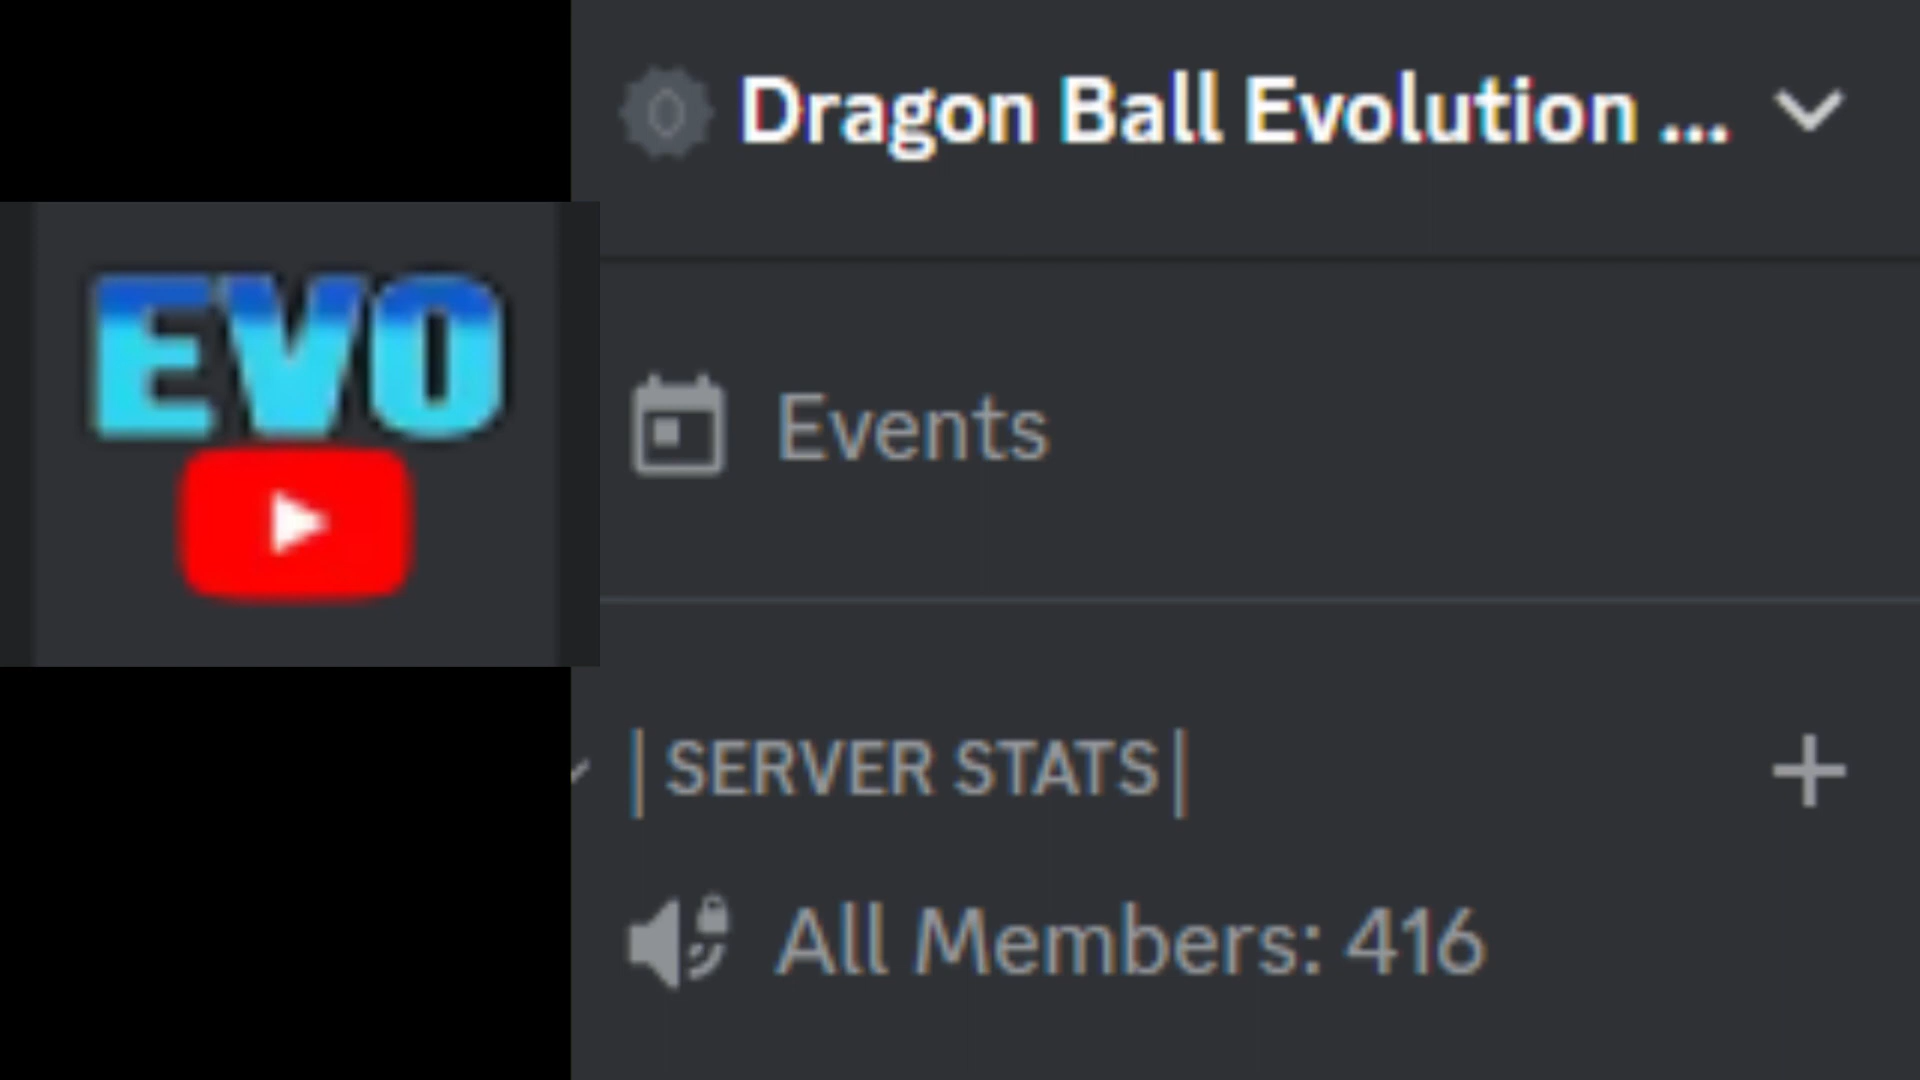 Dragon Ball Evolution ...
EVO
Events
| SERVER STATS |
All Members: 416